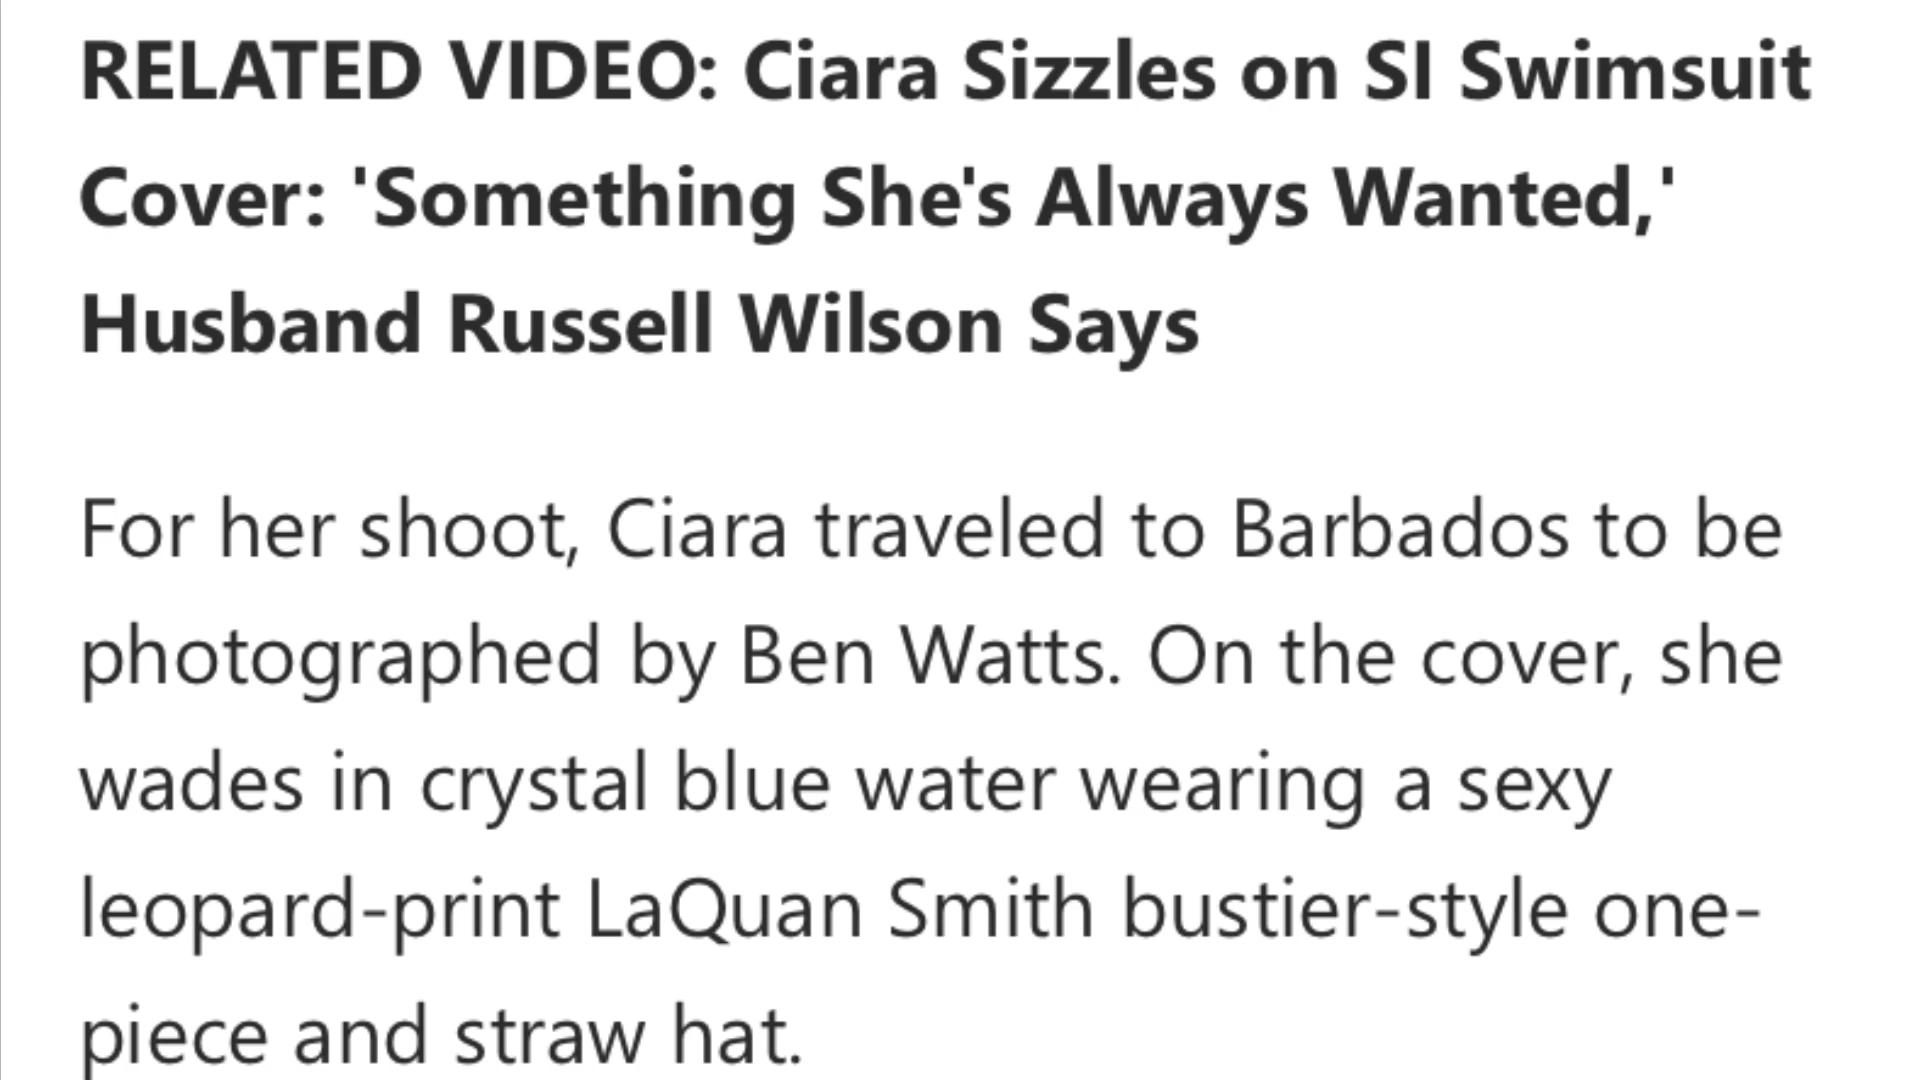 RELATED VIDEO: Ciara Sizzles on SI Swimsuit
Cover: 'Something She's Always Wanted,'
Husband Russell Wilson Says
For her shoot, Ciara traveled to Barbados to be
photographed by Ben Watts. On the cover, she
wades in crystal blue water wearing a sexy
leopard-print LaQuan Smith bustier-style one-
piece and straw hat.